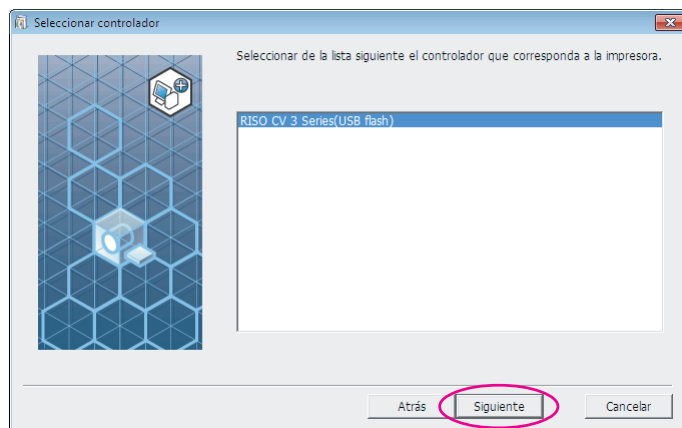 Seleccionar controlador
Seleccionar de la lista siguiente el controlador que corresponda a la impresora.
RISO CV 3 Series(USB flash)
Atrás
Siguiente
Cancelar